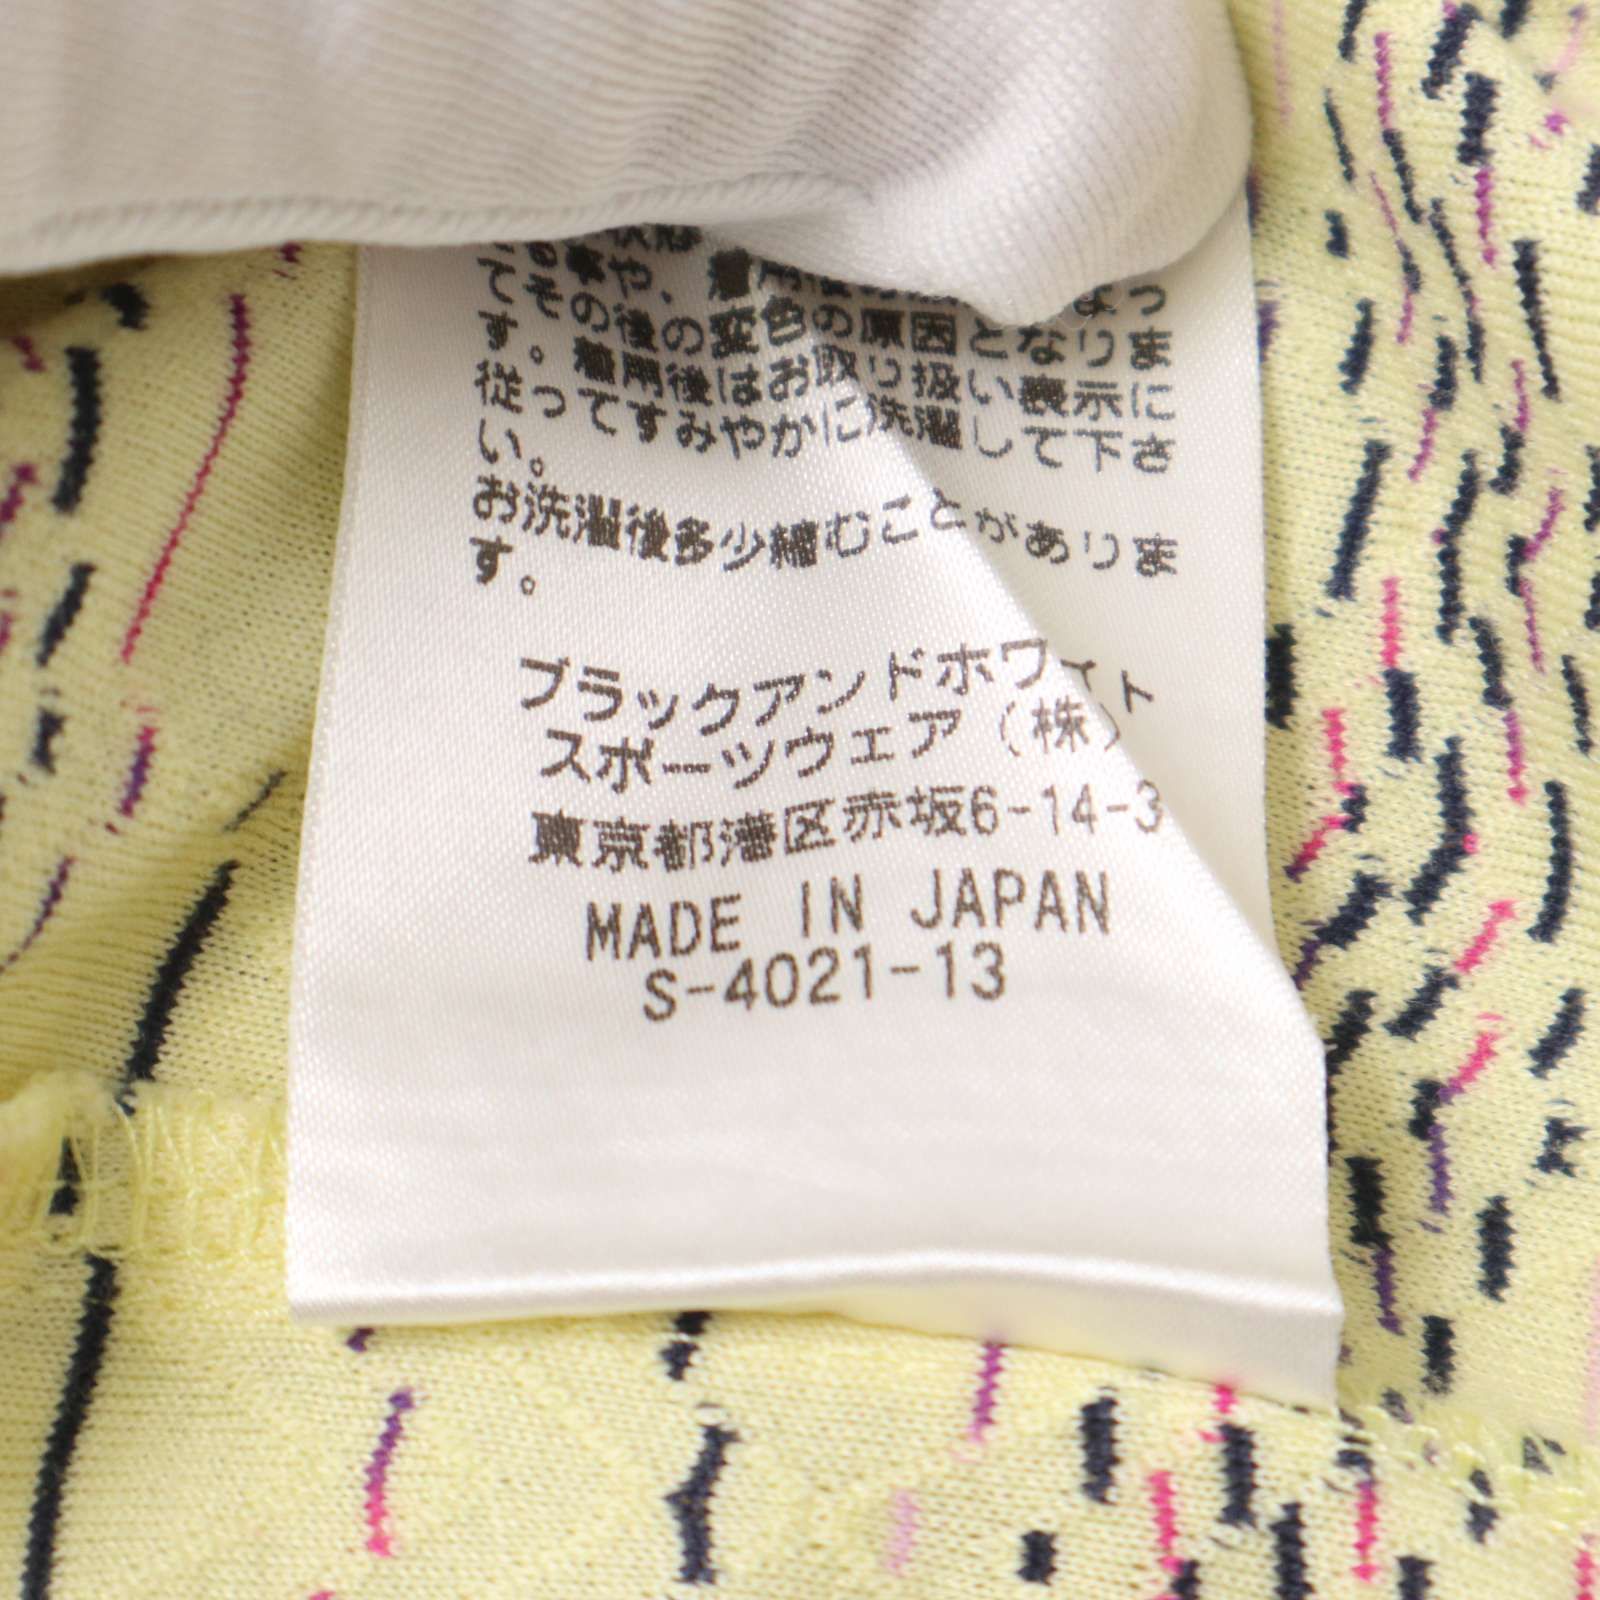 てその後の変色の原因となりま
す。着用後はお取り扱い表示に
従ってすみやかに洗濯して下さ
い。
お洗濯後多少縮むことがありま
す。
ブラックアンドホワイト
スポーツウェア(株)
東京都港区赤坂6-14-3
MADE IN JAPAN
S-4021-13